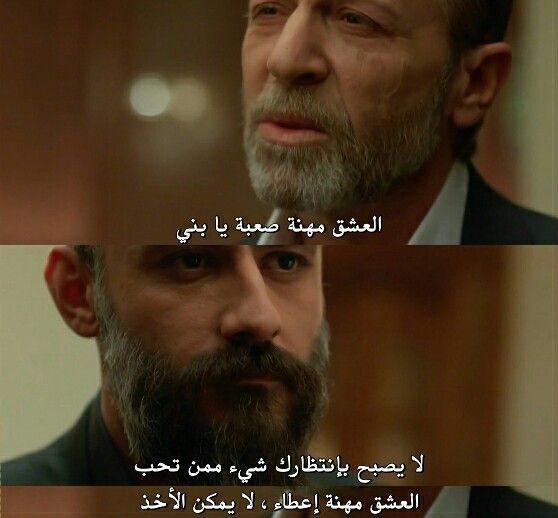 العشق مهنة صعبة يا بني
لا يصبح بإنتظارك شيء ممن تحب
العشق مهنة إعطاء ، لا يمكن الأخذ